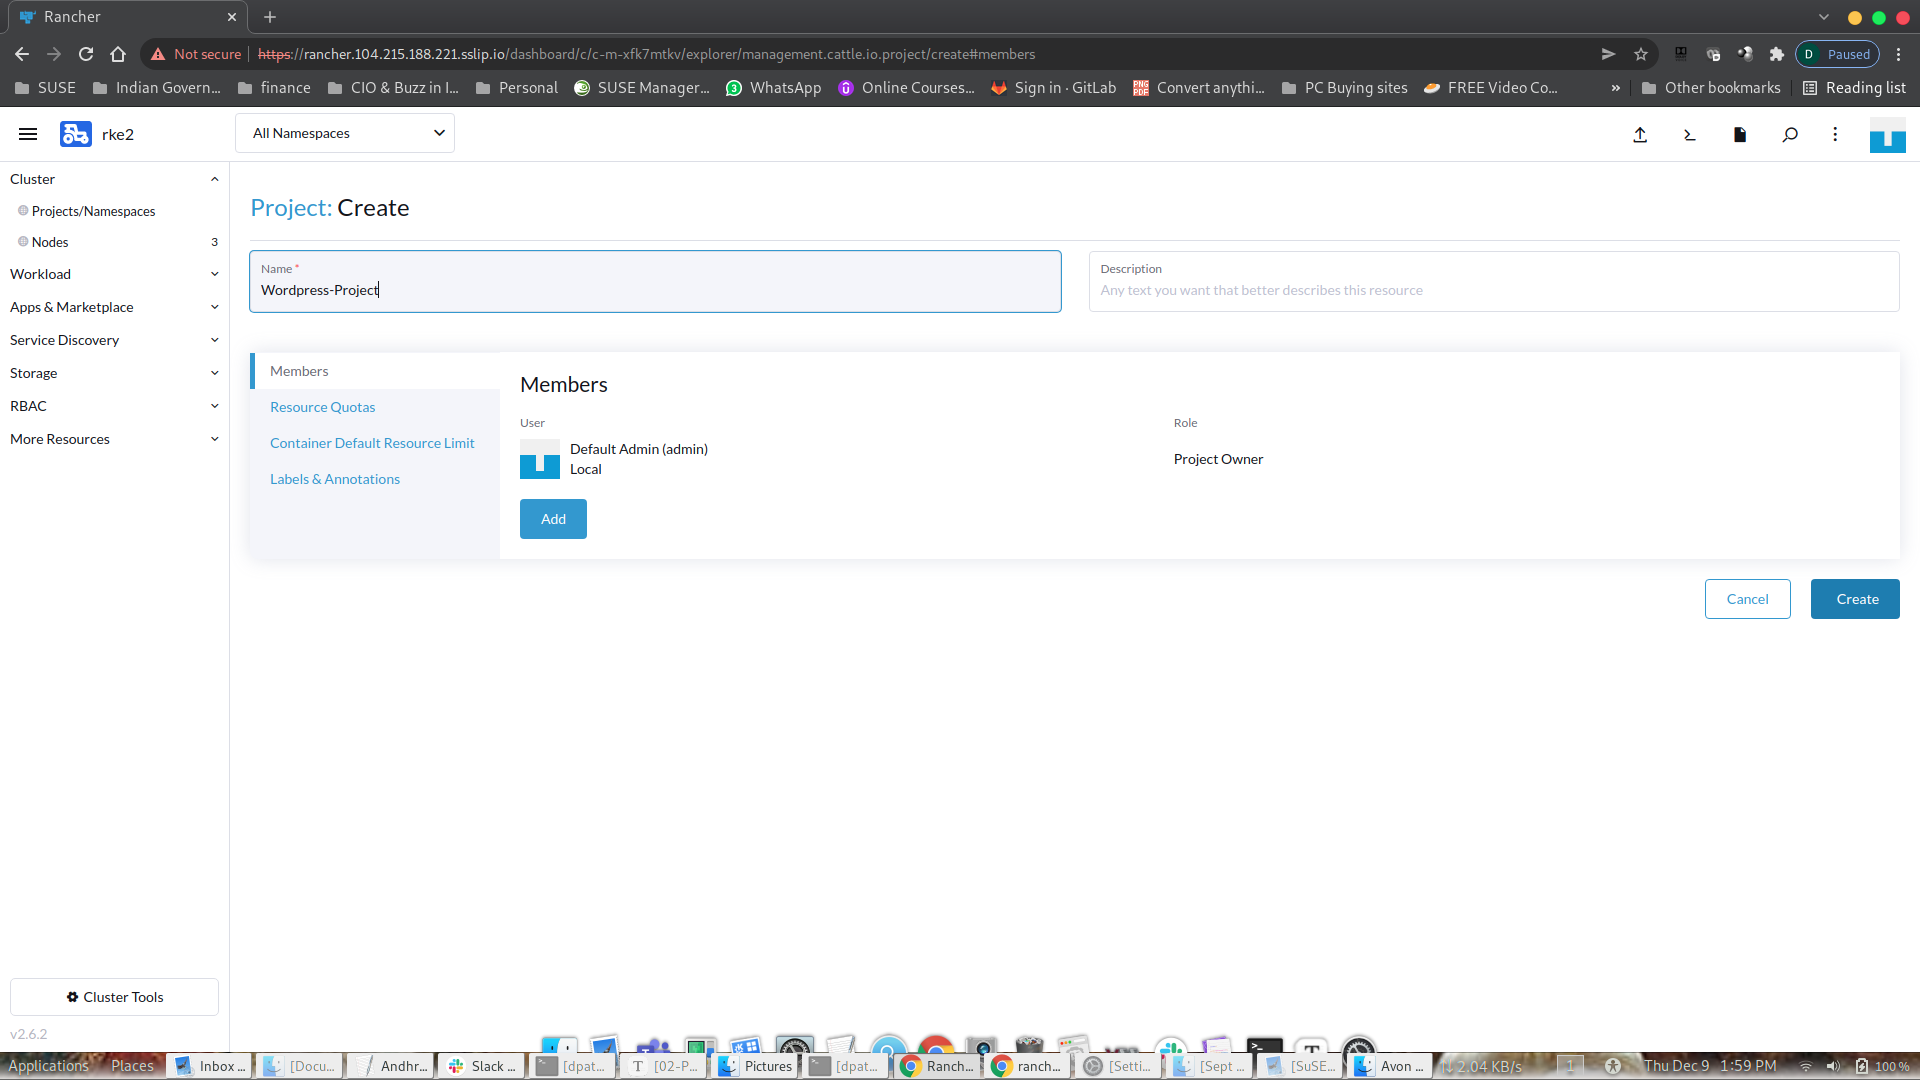 Rancher
Not secure
https://rancher.104.215.188.221.sslip.io/dashboard/c/c-m-xfk7mtkv/explorer/management.cattle.io.project/create#members
D Paused
SUSE
Indian Govern...
finance
CIO & Buzz in I...
Personal
SUSE Manager...
WhatsApp
Online Courses...
Sign in · GitLab
Convert anythi...
PC Buying sites
FREE Video Co...
»
Other bookmarks
Reading list
rke2
All Namespaces
Cluster
Projects/Namespaces
Nodes 3
Workload
Apps & Marketplace
Service Discovery
Storage
RBAC
More Resources
Project: Create
Name *
Wordpress-Project
Description
Any text you want that better describes this resource
Members
Resource Quotas
Container Default Resource Limit
Labels & Annotations
Members
User
Role
Default Admin (admin)
Local
Project Owner
Add
Cancel
Create
Cluster Tools
v2.6.2
Applications
Places
Inbox ...
[Docu...
Andhr...
Slack ...
[dpat...
[02-P...
Pictures
[dpat...
Ranch...
ranch...
[Setti...
[Sept ...
[SuSE...
Avon ...
2.04 KB/s
1
Thu Dec 9 1:59 PM
100 %